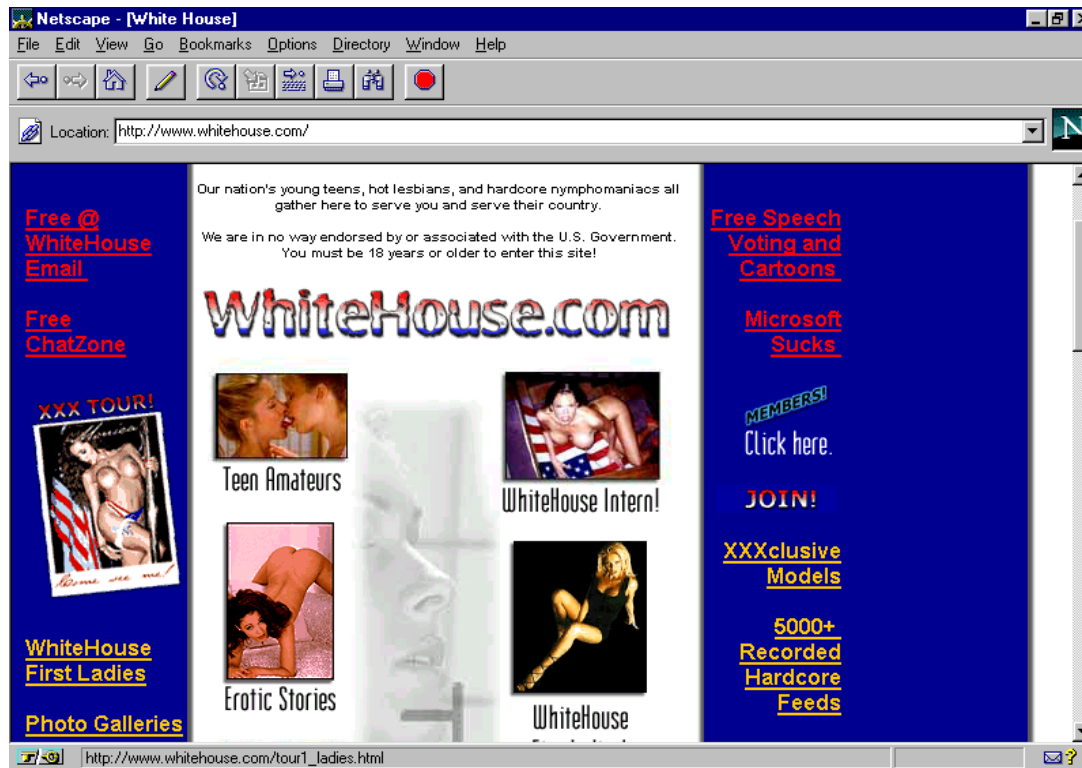 Netscape - [White House]
File Edit View Go Bookmarks Options Directory Window Help
Location: http://www.whitehouse.com/
N
Free @
WhiteHouse
Email
Free
ChatZone
XXX TOUR!
Monica
Come see me!
WhiteHouse
First Ladies
Photo Galleries
Our nation's young teens, hot lesbians, and hardcore nymphomaniacs all
gather here to serve you and serve their country.
We are in no way endorsed by or associated with the U.S. Government.
You must be 18 years or older to enter this site!
WhiteHouse.com
Teen Amateurs
WhiteHouse Intern!
Erotic Stories
WhiteHouse
Free Speech
Voting and
Cartoons
Microsoft
Sucks
MEMBERS!
Click here.
JOIN!
XXXclusive
Models
5000+
Recorded
Hardcore
Feeds
http://www.whitehouse.com/tour1_ladies.html